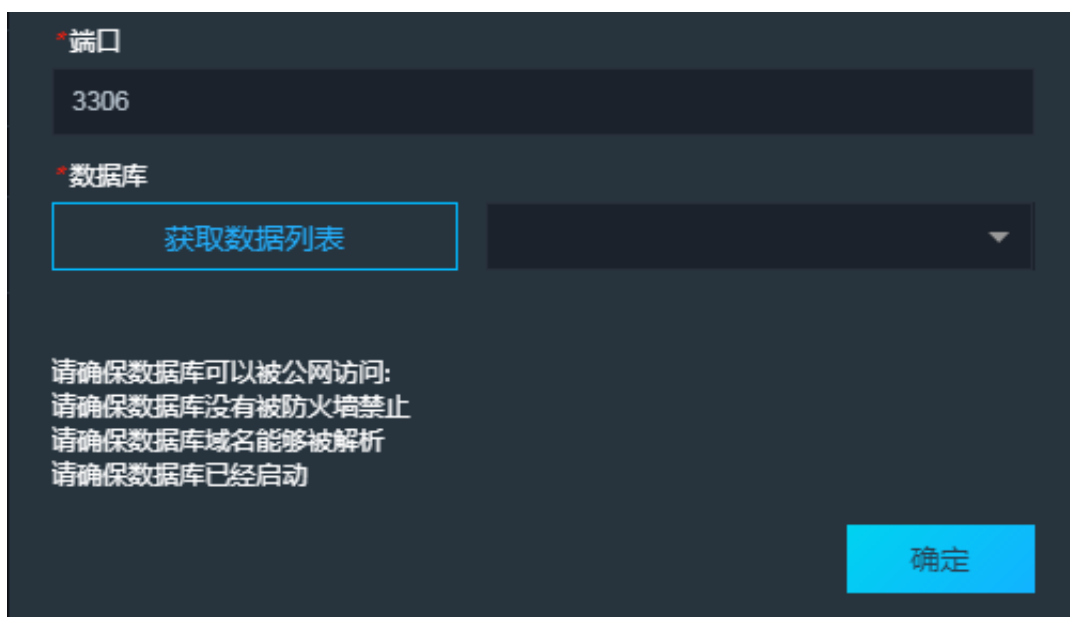 *端口
3306
*数据库
获取数据列表
请确保数据库可以被公网访问:
请确保数据库没有被防火墙禁止
请确保数据库域名能够被解析
请确保数据库已经启动
确定